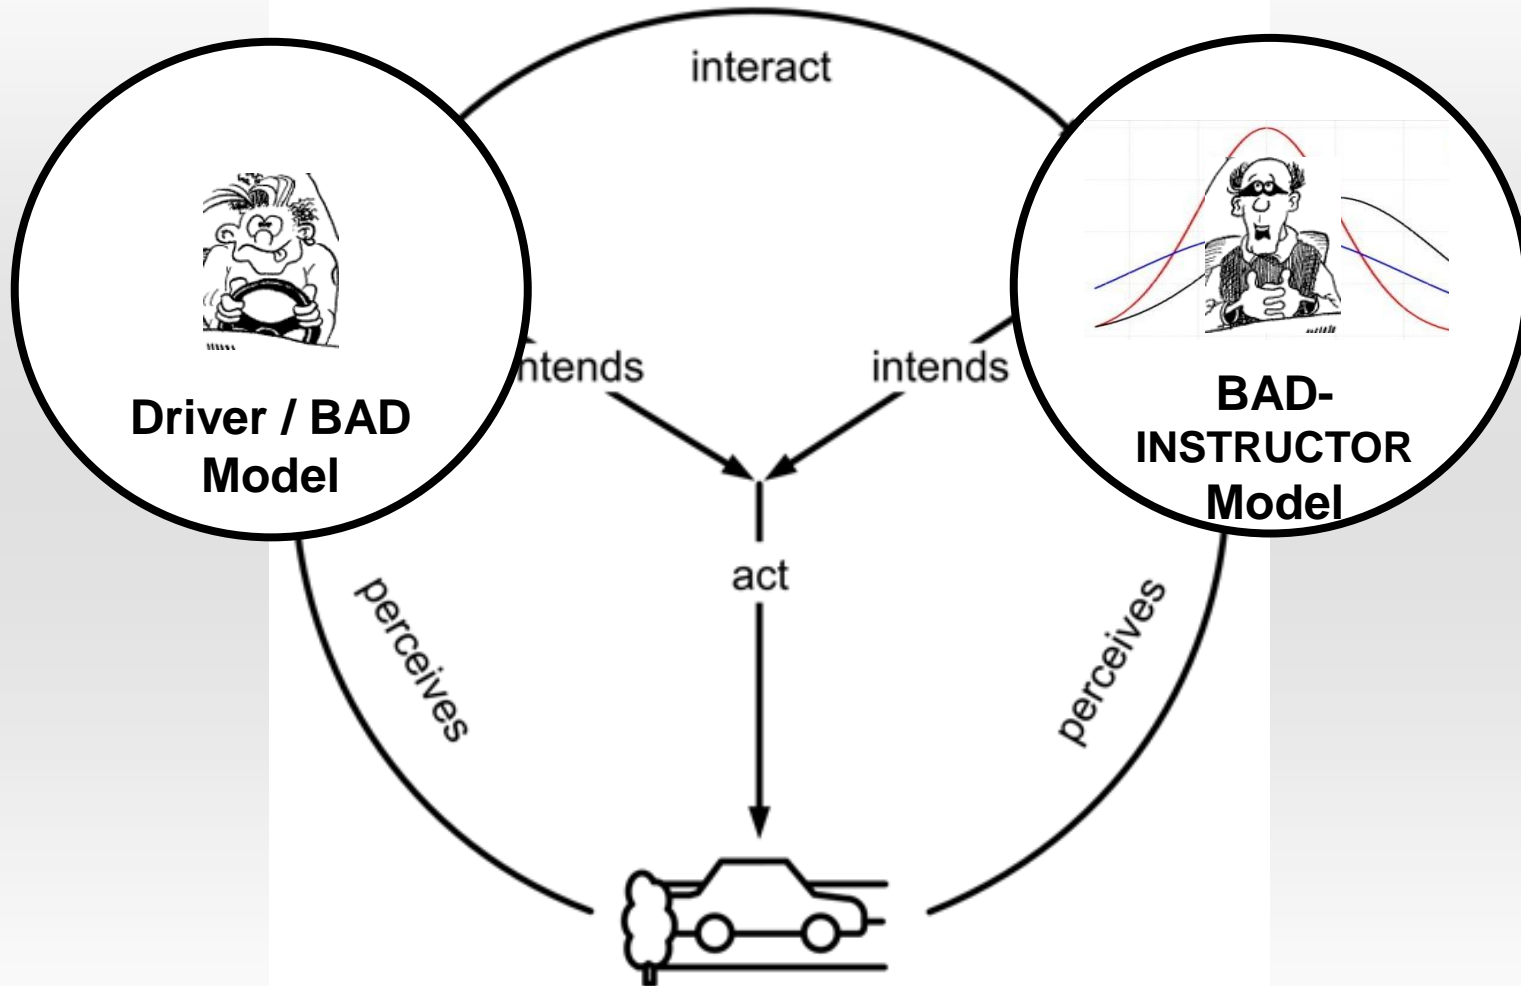 interact
ntends
intends
Driver / BAD
Model
BAD-
INSTRUCTOR
Model
act
perceives
perceives